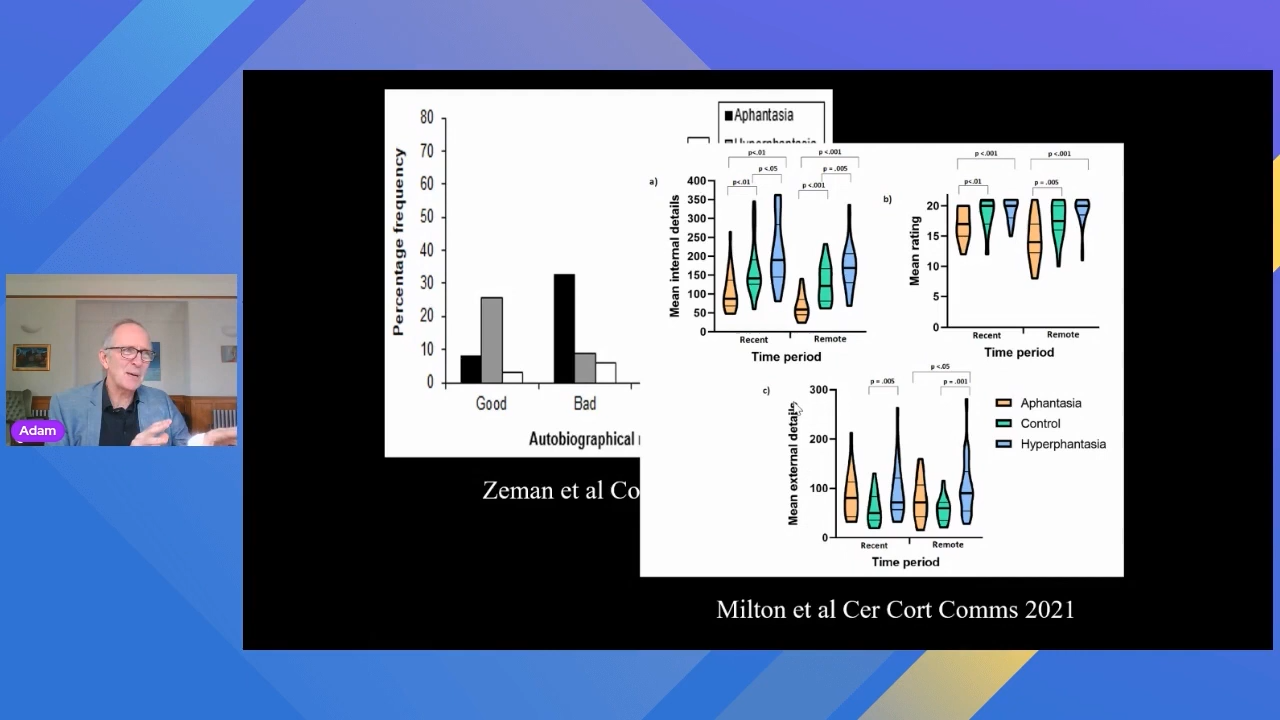 Adam
80
70
60
50
40
30
20
10
0
Percentage frequency
Aphantasia
Hyperphantasia
Good
Bad
Autobiographical
Zeman et al Co
a)
p<.01
p <.001
p <.05
p = .005
p<.01
p <.001
400
350
300
250
200
150
100
50
0
Mean internal details
Recent
Remote
Time period
b)
p <.001
p <.001
p<.01
p = .005
20
15
10
5
0
Mean rating
Recent
Remote
Time period
c)
p <.05
p = .005
p = .001
300
200
100
0
Mean external details
Recent
Remote
Time period
Aphantasia
Control
Hyperphantasia
Milton et al Cer Cort Comms 2021